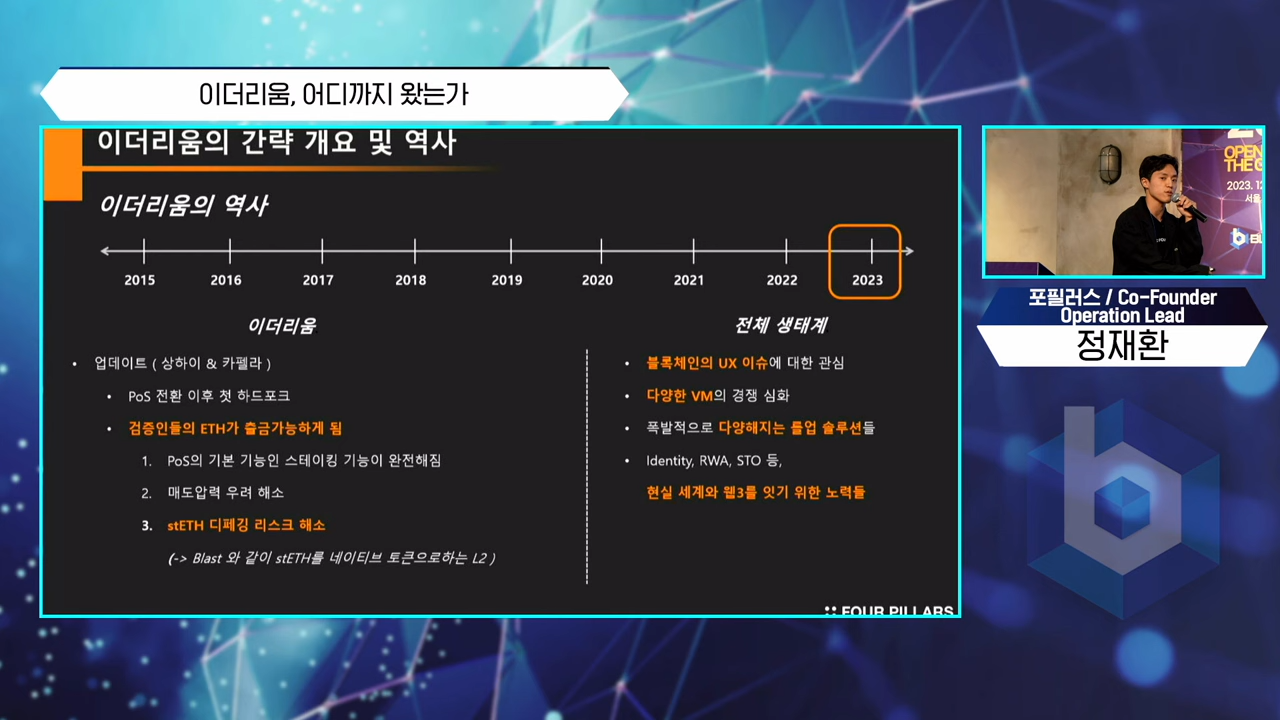 이더리움, 어디까지 왔는가
이더리움의 간략 개요 및 역사
이더리움의 역사
2015 2016 2017 2018 2019 2020 2021 2022 2023
이더리움
• 업데이트 ( 상하이 & 카펠라 )
• PoS 전환 이후 첫 하드포크
• 검증인들의 ETH가 출금가능하게 됨
1. PoS의 기본 기능인 스테이킹 기능이 완전해짐
2. 매도압력 우려 해소
3. stETH 디페깅 리스크 해소
(-> Blast 와 같이 stETH를 네이티브 토큰으로하는 L2 )
전체 생태계
• 블록체인의 UX 이슈에 대한 관심
• 다양한 VM의 경쟁 심화
• 폭발적으로 다양해지는 롤업 솔루션들
• Identity, RWA, STO 등,
현실 세계와 웹3를 잇기 위한 노력들
FOUR PILLARS
OPEN
THE
2023. 12
서울
포필러스 / Co-Founder
Operation Lead
정재환